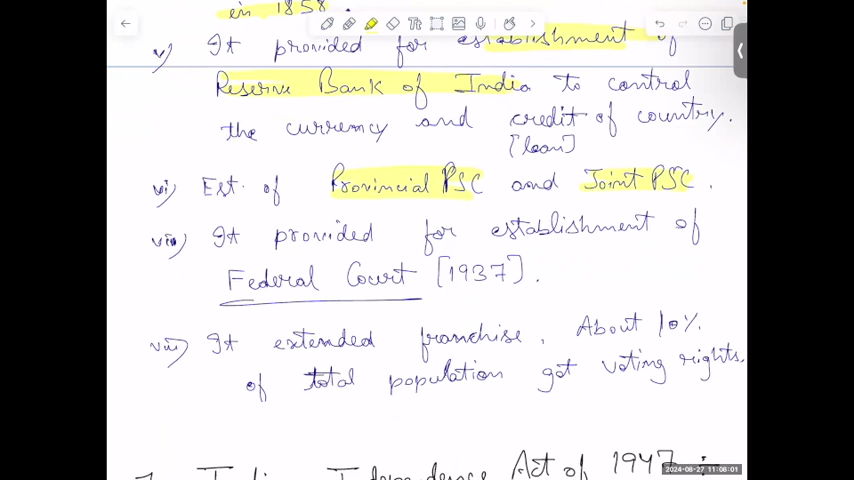 in 1858.
v) It provided for establishment of
Reserve Bank of India to control
the currency and credit of country.
[loan]
vi) Est. of Provincial PSC and Joint PSC.
vii) It provided for establishment of
Federal Court [1937].
viii) It extended franchise. About 10%
of total population got voting rights.
7. Indian Independence Act of 1947 :-
2024-08-27 11:08:01